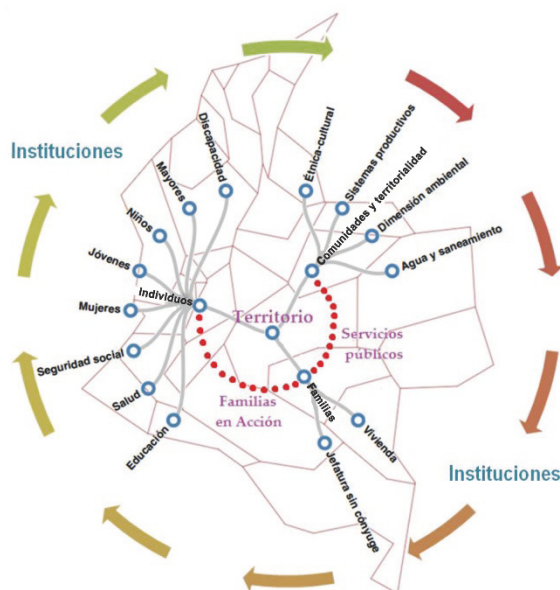 Instituciones
Discapacidad
Mayores
Niños
Jóvenes
Individuos
Mujeres
Seguridad social
Salud
Educación
Étnica-cultural
Sistemas productivos
Comunidades y territorialidad
Dimensión ambiental
Agua y saneamiento
Territorio
Servicios
públicos
Familias
en Acción
Familias
Vivienda
Jefatura sin cónyuge
Instituciones